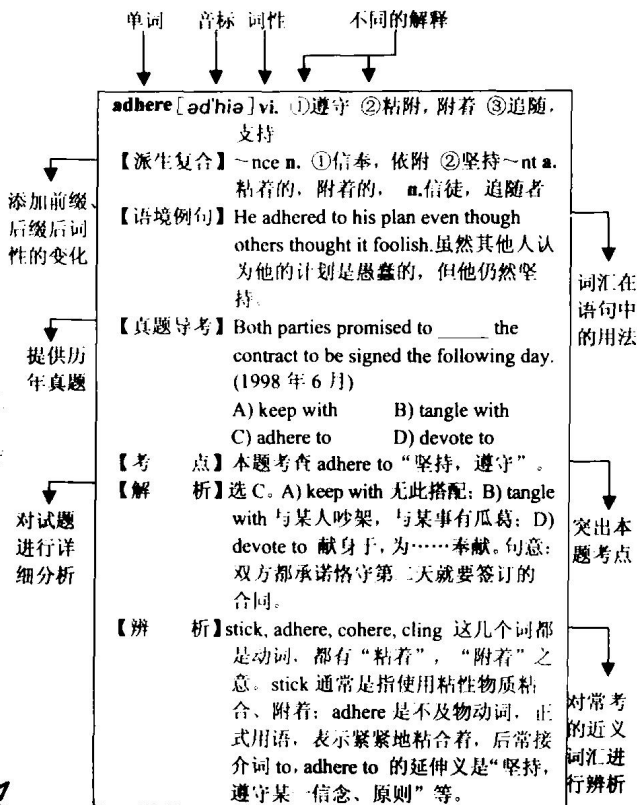 单词 音标 词性 不同的解释
adhere [əd'hiə] vi. ①遵守 ②粘附,附着 ③追随,
支持
【派生复合】~nce n. ①信奉,依附 ②坚持~nt a.
粘着的,附着的, n.信徒,追随者
【语境例句】He adhered to his plan even though
others thought it foolish.虽然其他人认
为他的计划是愚蠢的,但他仍然坚
持。
【真题导考】Both parties promised to _____ the
contract to be signed the following day.
(1998 年 6 月)
A) keep with B) tangle with
C) adhere to D) devote to
【考 点】本题考查 adhere to “坚持,遵守”。
【解 析】选 C。A) keep with 无此搭配; B) tangle
with 与某人吵架,与某事有瓜葛; D)
devote to 献身于,为……奉献。句意:
双方都承诺恪守第二天就要签订的
合同。
【辨 析】stick, adhere, cohere, cling 这几个词都
是动词,都有“粘着”,“附着”之
意。stick 通常是指使用粘性物质粘
合、附着; adhere 是不及物动词,正
式用语,表示紧紧地粘合着,后常接
介词 to, adhere to 的延伸义是“坚持,
遵守某一信念、原则”等。
添加前缀、
后缀后词
性的变化
提供历
年真题
对试题
进行详
细分析
词汇在
语句中
的用法
突出本
题考点
对常考
的近义
词汇进
行辨析